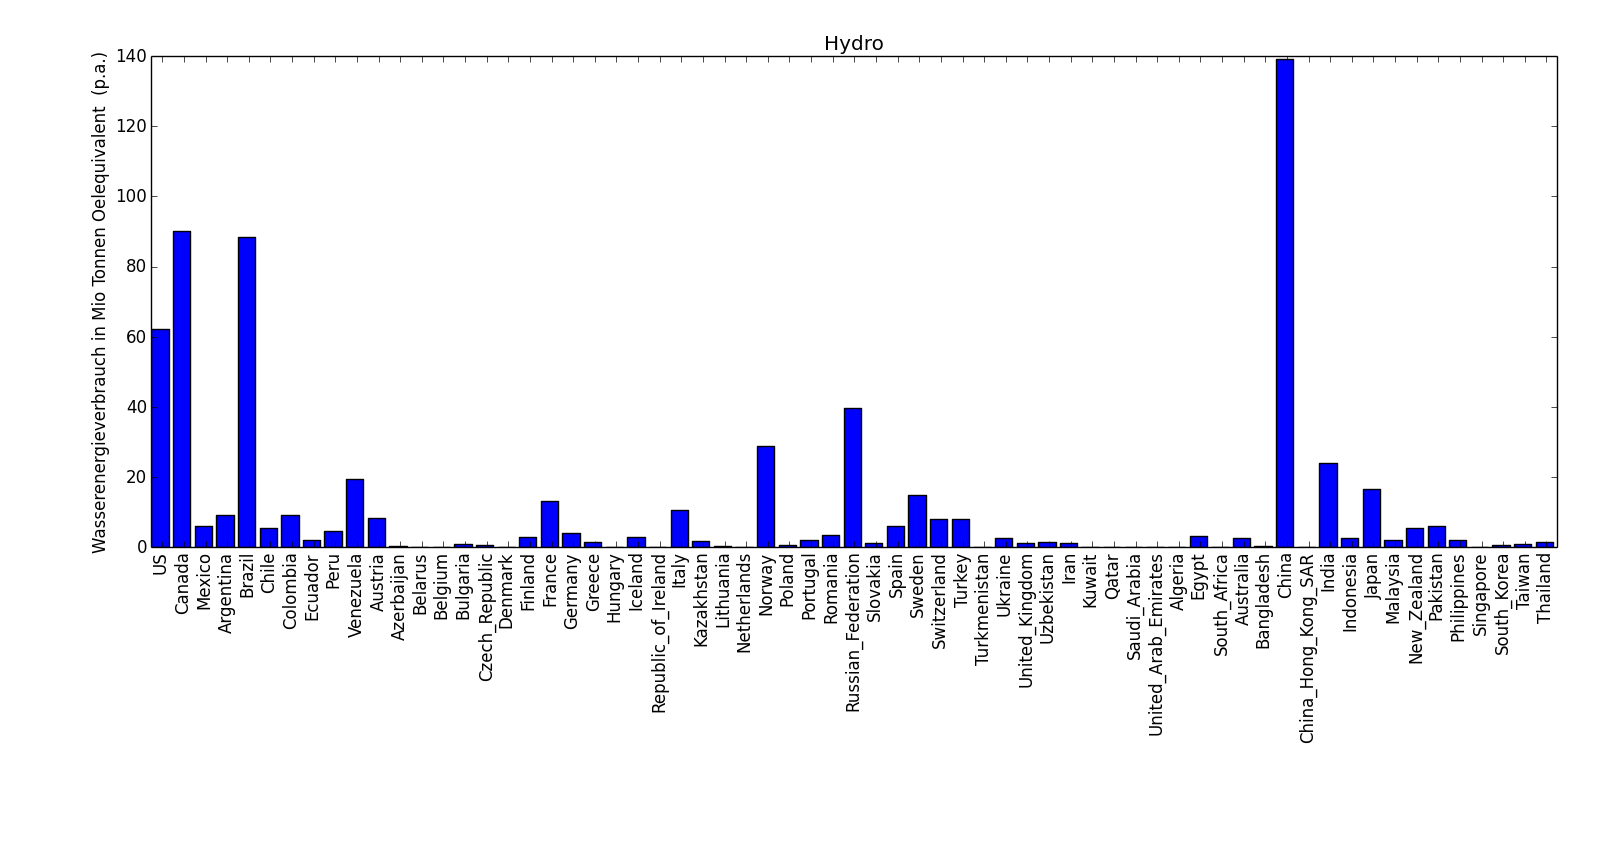 Hydro
Wasserenergieverbrauch in Mio Tonnen Oelequivalent (p.a.)
140
120
100
80
60
40
20
0
US
Canada
Mexico
Argentina
Brazil
Chile
Colombia
Ecuador
Peru
Venezuela
Austria
Azerbaijan
Belarus
Belgium
Bulgaria
Czech_Republic
Denmark
Finland
France
Germany
Greece
Hungary
Iceland
Republic_of_Ireland
Italy
Kazakhstan
Lithuania
Netherlands
Norway
Poland
Portugal
Romania
Russian_Federation
Slovakia
Spain
Sweden
Switzerland
Turkey
Turkmenistan
Ukraine
United_Kingdom
Uzbekistan
Iran
Kuwait
Qatar
Saudi_Arabia
United_Arab_Emirates
Algeria
Egypt
South_Africa
Australia
Bangladesh
China
China_Hong_Kong_SAR
India
Indonesia
Japan
Malaysia
New_Zealand
Pakistan
Philippines
Singapore
South_Korea
Taiwan
Thailand